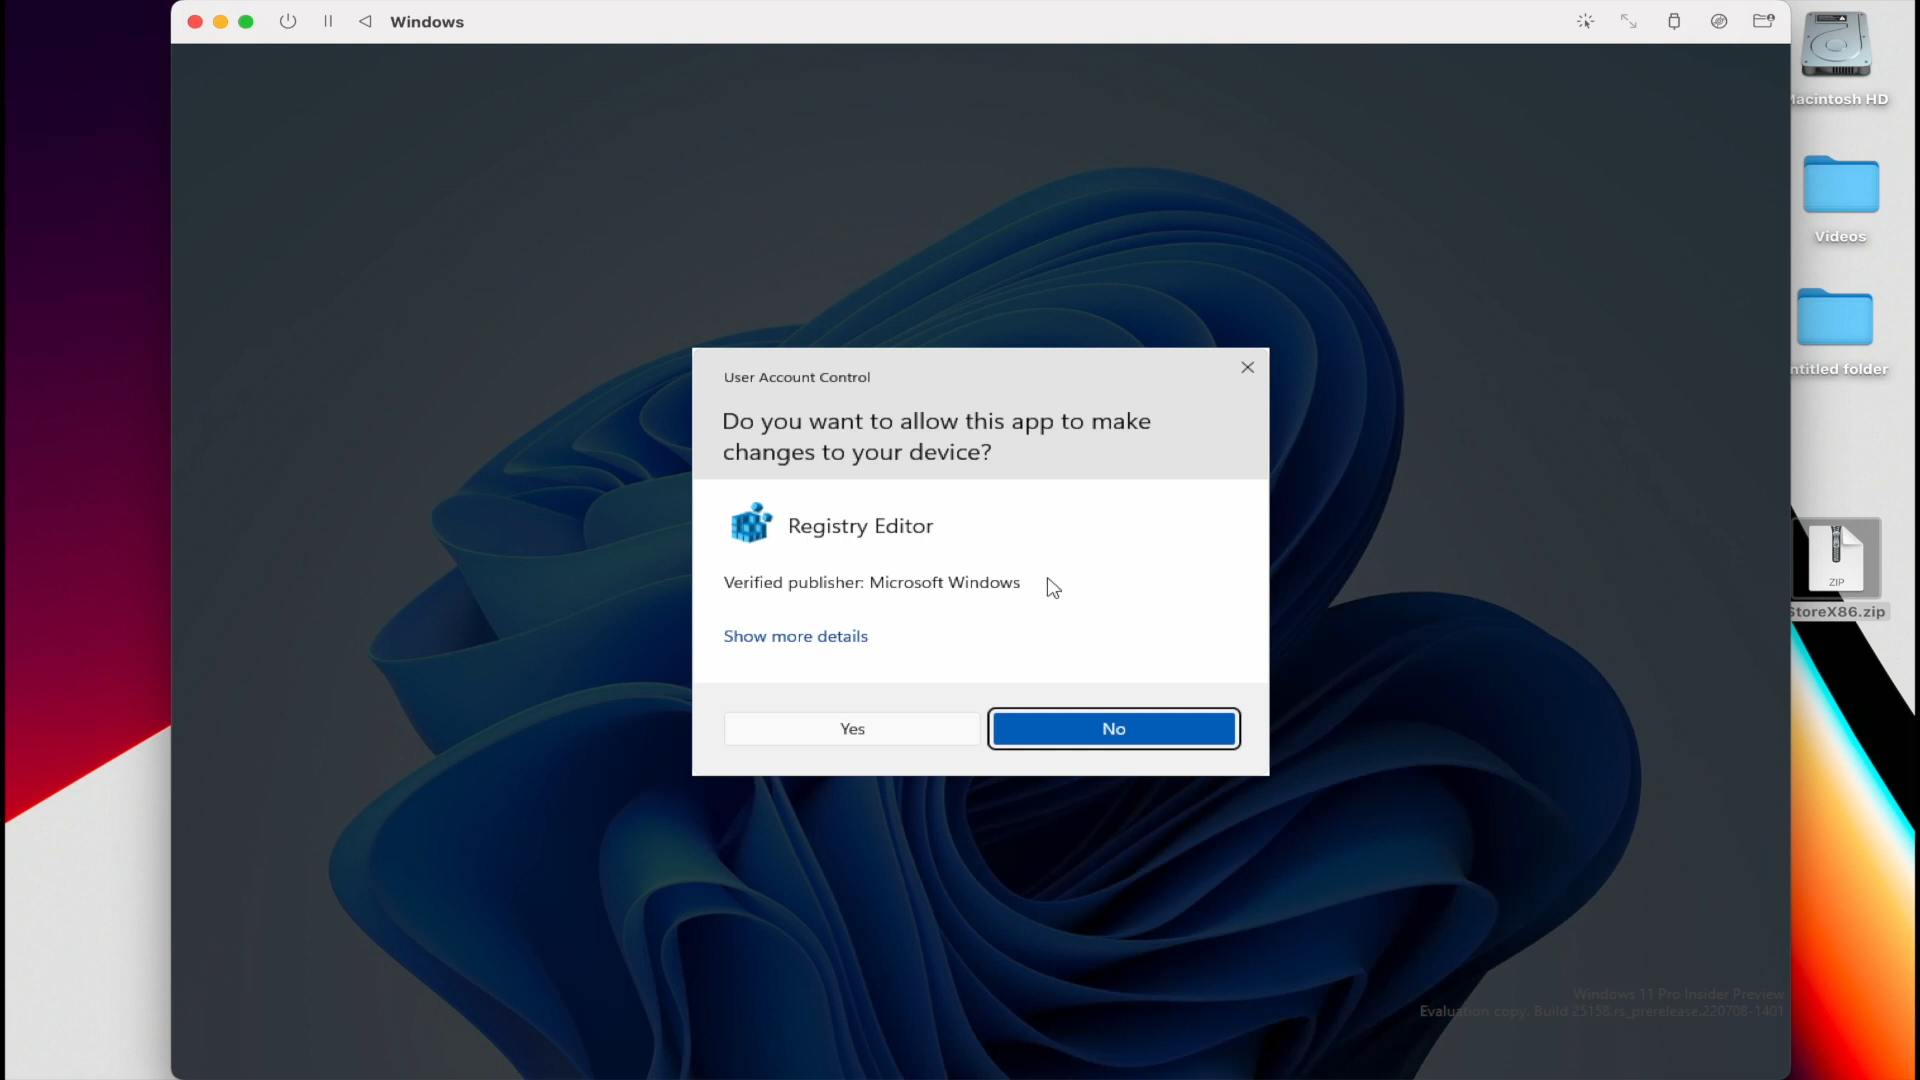 Windows
Macintosh HD
Videos
ntitled folder
ZIP
StoreX86.zip
User Account Control
Do you want to allow this app to make
changes to your device?
Registry Editor
Verified publisher: Microsoft Windows
Show more details
Yes
No
Windows 11 Pro Insider Preview
Evaluation copy. Build 25158.rs_prerelease.220708-1401